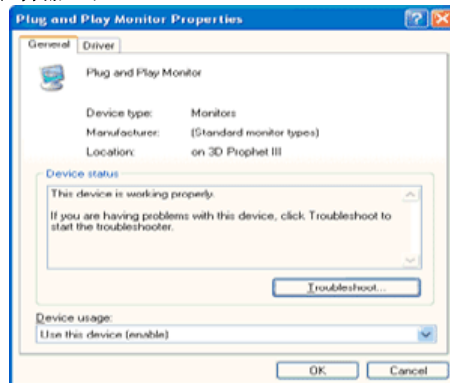 Plug and Play Monitor Properties
General Driver
Plug and Play Monitor
Device type: Monitors
Manufacturer: (Standard monitor types)
Location: on 3D Prophet III
Device status
This device is working properly.
If you are having problems with this device, click Troubleshoot to
start the troubleshooter.
Troubleshoot...
Device usage:
Use this device (enable)
OK Cancel